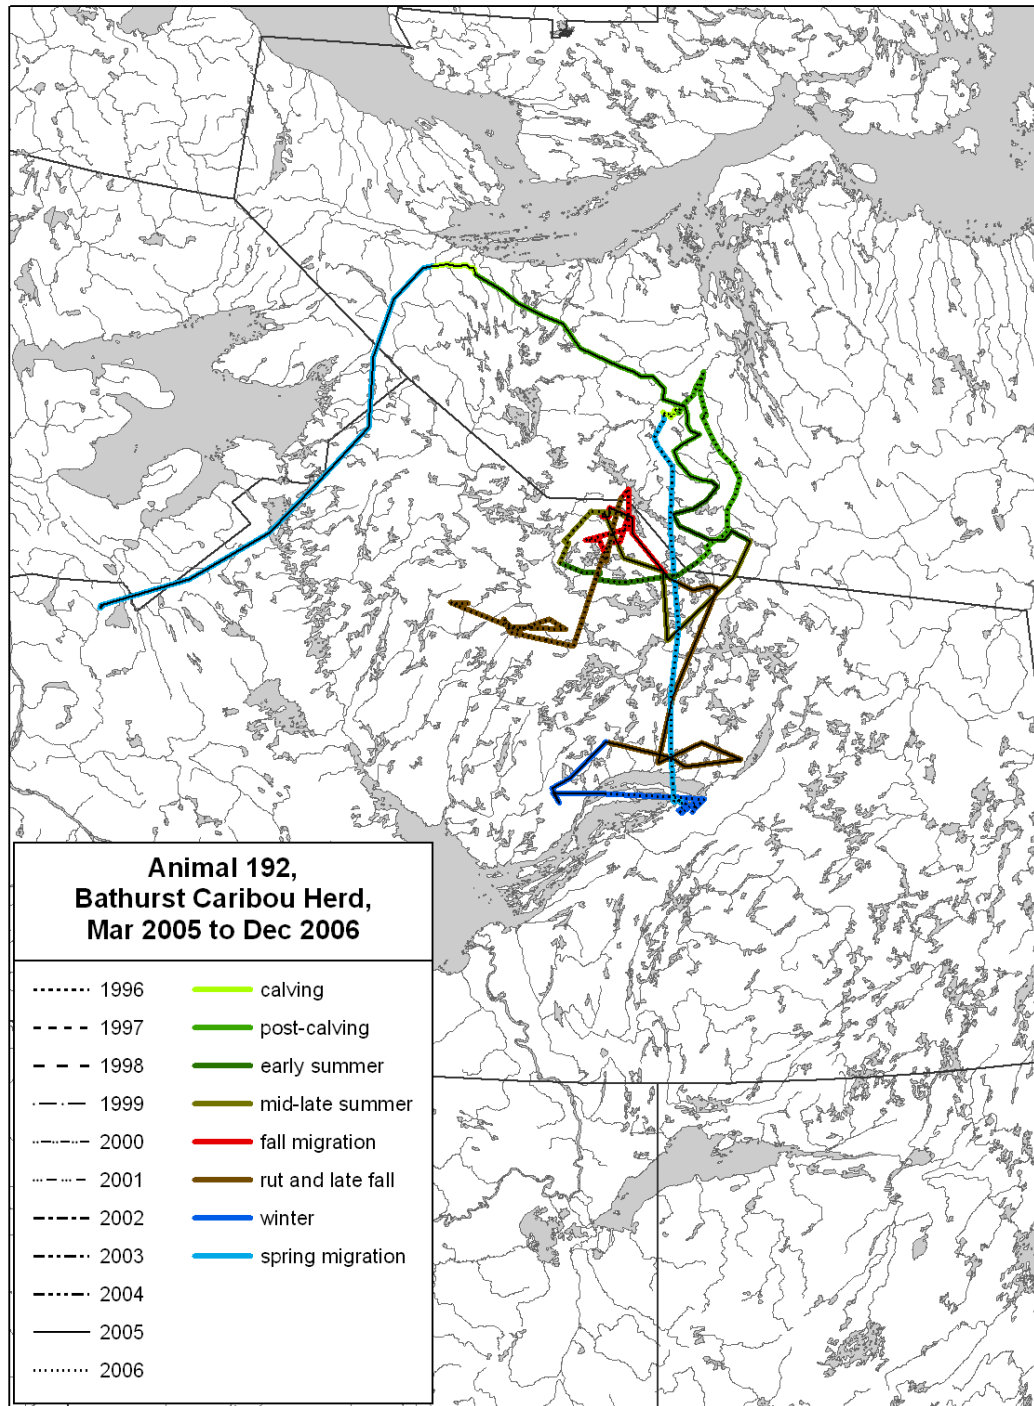 Animal 192,
Bathurst Caribou Herd,
Mar 2005 to Dec 2006
1996
1997
1998
1999
2000
2001
2002
2003
2004
2005
2006
calving
post-calving
early summer
mid-late summer
fall migration
rut and late fall
winter
spring migration